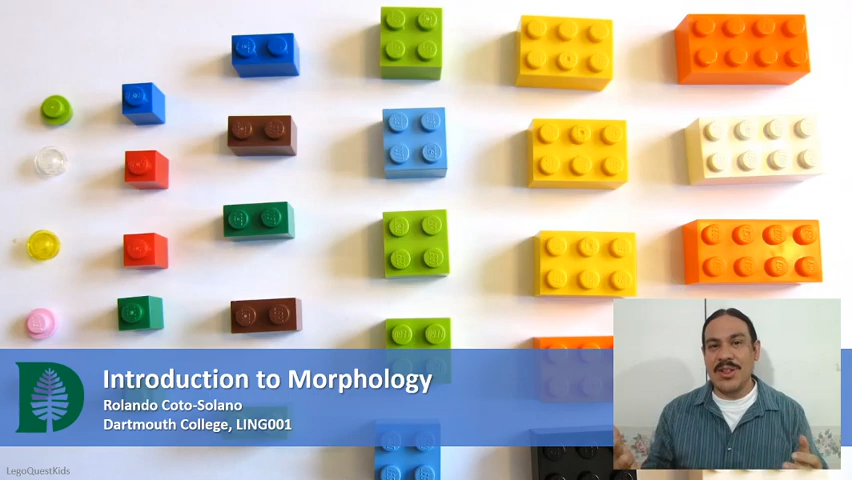 Introduction to Morphology
Rolando Coto-Solano
Dartmouth College, LING001
LegoQuestKids